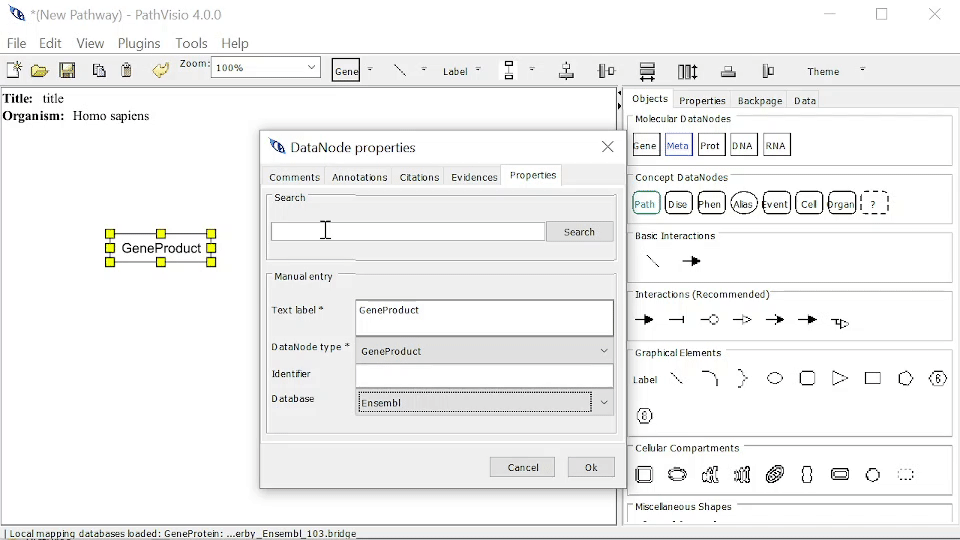 *(New Pathway) - PathVisio 4.0.0
File Edit View Plugins Tools Help
Zoom: 100% Gene Label Theme
Title: title
Organism: Homo sapiens
GeneProduct
DataNode properties
Comments Annotations Citations Evidences Properties
Search
Search
Manual entry
Text label * GeneProduct
DataNode type * GeneProduct
Identifier
Database Ensembl
Cancel Ok
Objects Properties Backpage Data
Molecular DataNodes
Gene Meta Prot DNA RNA
Concept DataNodes
Path Dise Phen Alias Event Cell Organ ?
Basic Interactions
Interactions (Recommended)
Graphical Elements
Label 6
8
Cellular Compartments
Miscellaneous Shapes
| Local mapping databases loaded: GeneProtein: ...erby_Ensembl_103.bridge